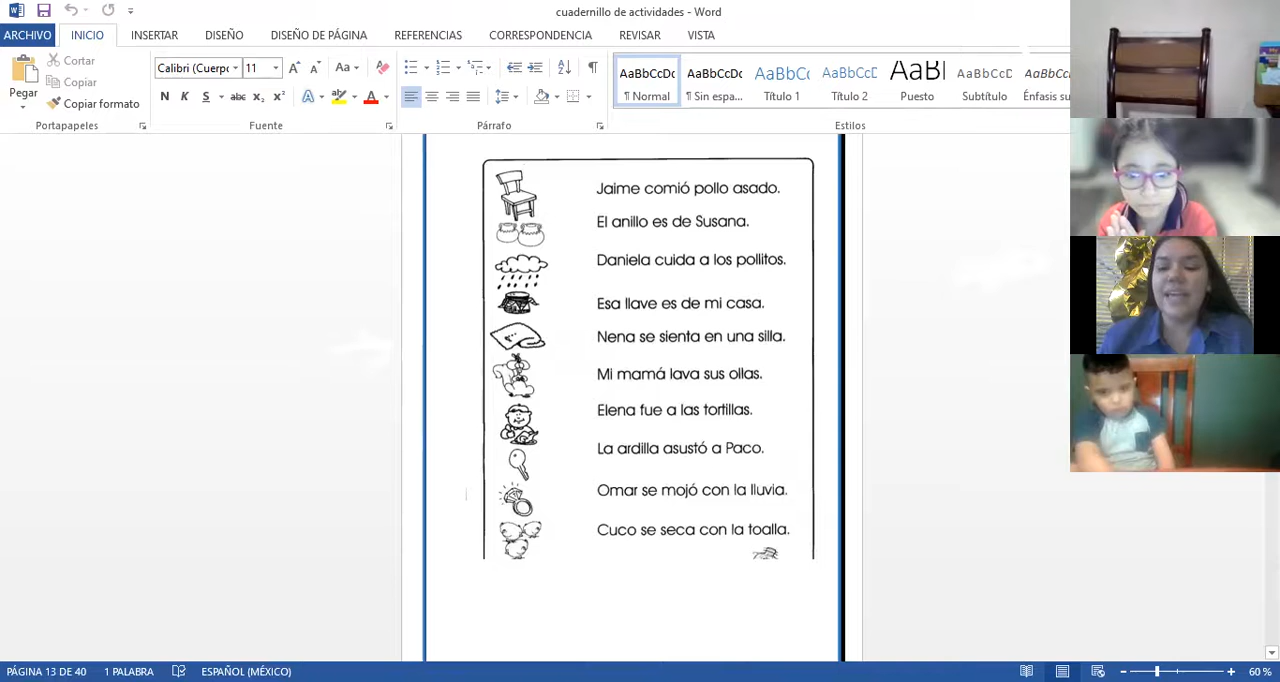 cuadernillo de actividades - Word
ARCHIVO INICIO INSERTAR DISEÑO DISEÑO DE PÁGINA REFERENCIAS CORRESPONDENCIA REVISAR VISTA
Pegar
Cortar
Copiar
Copiar formato
Portapapeles
Calibri (Cuerpo 11
Fuente
Párrafo
AaBbCcDc AaBbCcDc AaBbCc AaBbCcD AaBl AaBbCcD AaBbCcDc
¶ Normal ¶ Sin espa... Título 1 Título 2 Puesto Subtítulo Énfasis su
Estilos
Jaime comió pollo asado.
El anillo es de Susana.
Daniela cuida a los pollitos.
Esa llave es de mi casa.
Nena se sienta en una silla.
Mi mamá lava sus ollas.
Elena fue a las tortillas.
La ardilla asustó a Paco.
Omar se mojó con la lluvia.
Cuco se seca con la toalla.
PÁGINA 13 DE 40 1 PALABRA ESPAÑOL (MÉXICO) 60 %